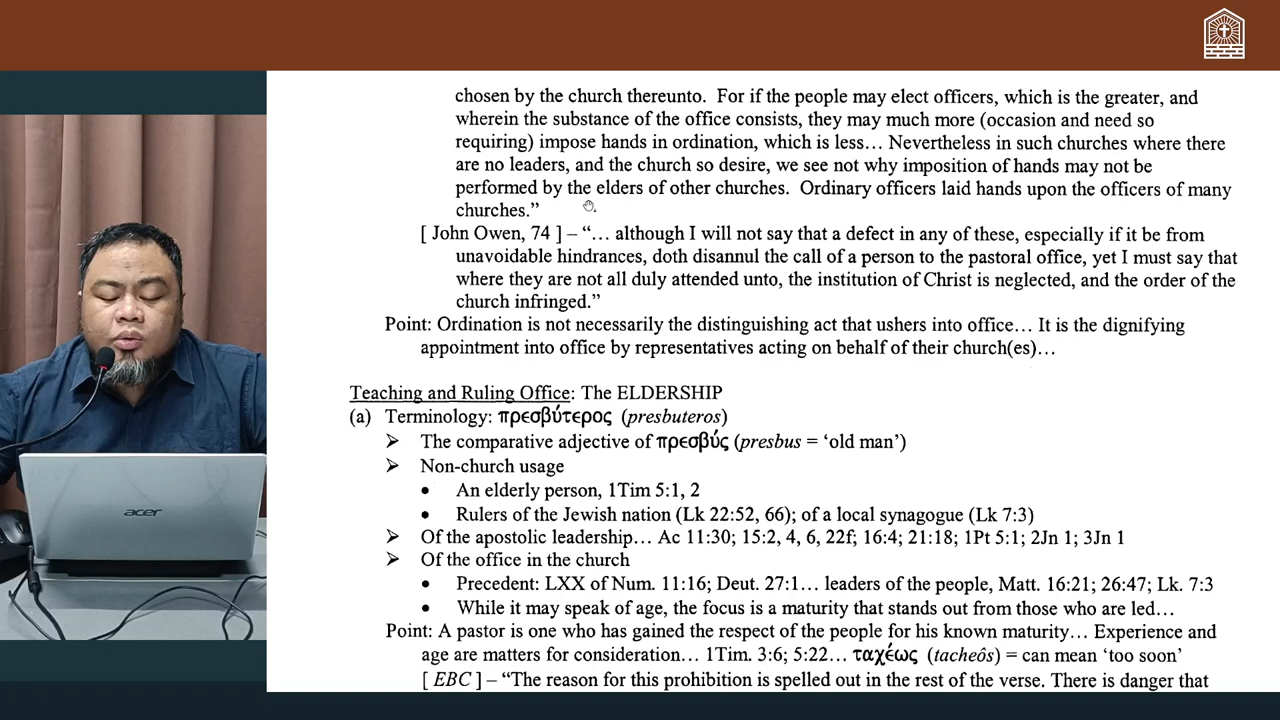 chosen by the church thereunto.  For if the people may elect officers, which is the greater, and
wherein the substance of the office consists, they may much more (occasion and need so
requiring) impose hands in ordination, which is less… Nevertheless in such churches where there
are no leaders, and the church so desire, we see not why imposition of hands may not be
performed by the elders of other churches.  Ordinary officers laid hands upon the officers of many
churches.”
[ John Owen, 74 ] – “… although I will not say that a defect in any of these, especially if it be from
unavoidable hindrances, doth disannul the call of a person to the pastoral office, yet I must say that
where they are not all duly attended unto, the institution of Christ is neglected, and the order of the
church infringed.”
Point: Ordination is not necessarily the distinguishing act that ushers into office… It is the dignifying
appointment into office by representatives acting on behalf of their church(es)…
Teaching and Ruling Office: The ELDERSHIP
(a) Terminology: πρεσβύτερος (presbuteros)
➢ The comparative adjective of πρεσβύς (presbus = ‘old man’)
➢ Non-church usage
• An elderly person, 1Tim 5:1, 2
• Rulers of the Jewish nation (Lk 22:52, 66); of a local synagogue (Lk 7:3)
➢ Of the apostolic leadership… Ac 11:30; 15:2, 4, 6, 22f; 16:4; 21:18; 1Pt 5:1; 2Jn 1; 3Jn 1
➢ Of the office in the church
• Precedent: LXX of Num. 11:16; Deut. 27:1… leaders of the people, Matt. 16:21; 26:47; Lk. 7:3
• While it may speak of age, the focus is a maturity that stands out from those who are led…
Point: A pastor is one who has gained the respect of the people for his known maturity… Experience and
age are matters for consideration… 1Tim. 3:6; 5:22… ταχέως (tacheôs) = can mean ‘too soon’
[ EBC ] – “The reason for this prohibition is spelled out in the rest of the verse. There is danger that
acer